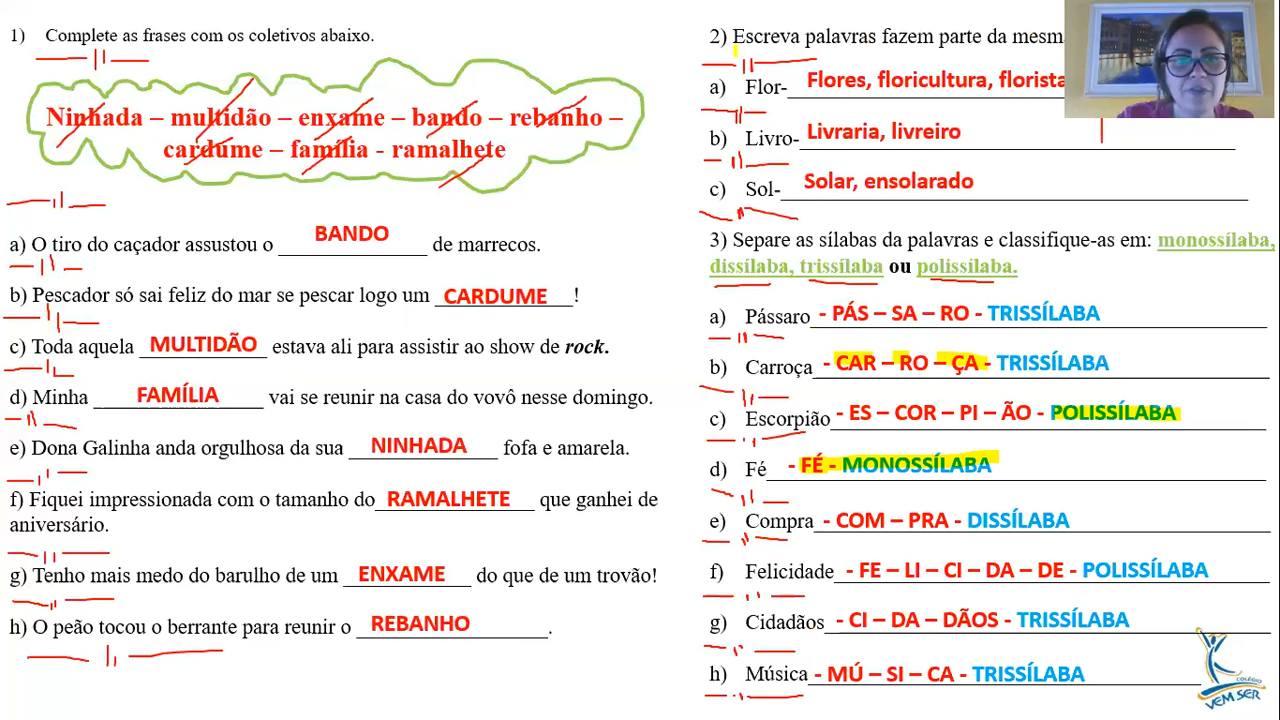 1) Complete as frases com os coletivos abaixo.
Ninhada – multidão – enxame – bando – rebanho –
cardume – família - ramalhete
a) O tiro do caçador assustou o BANDO de marrecos.
b) Pescador só sai feliz do mar se pescar logo um CARDUME!
c) Toda aquela MULTIDÃO estava ali para assistir ao show de rock.
d) Minha FAMÍLIA vai se reunir na casa do vovô nesse domingo.
e) Dona Galinha anda orgulhosa da sua NINHADA fofa e amarela.
f) Fiquei impressionada com o tamanho do RAMALHETE que ganhei de
aniversário.
g) Tenho mais medo do barulho de um ENXAME do que de um trovão!
h) O peão tocou o berrante para reunir o REBANHO.
2) Escreva palavras fazem parte da mesm
a) Flor- Flores, floricultura, florista
b) Livro- Livraria, livreiro
c) Sol- Solar, ensolarado
3) Separe as sílabas da palavras e classifique-as em: monossílaba,
dissílaba, trissílaba ou polissílaba.
a) Pássaro - PÁS – SA – RO - TRISSÍLABA
b) Carroça - CAR – RO – ÇA - TRISSÍLABA
c) Escorpião - ES – COR – PI – ÃO - POLISSÍLABA
d) Fé - FÉ - MONOSSÍLABA
e) Compra - COM – PRA - DISSÍLABA
f) Felicidade - FE – LI – CI – DA – DE - POLISSÍLABA
g) Cidadãos - CI – DA – DÃOS - TRISSÍLABA
h) Música - MÚ – SI – CA - TRISSÍLABA
COLÉGIO
VEM SER